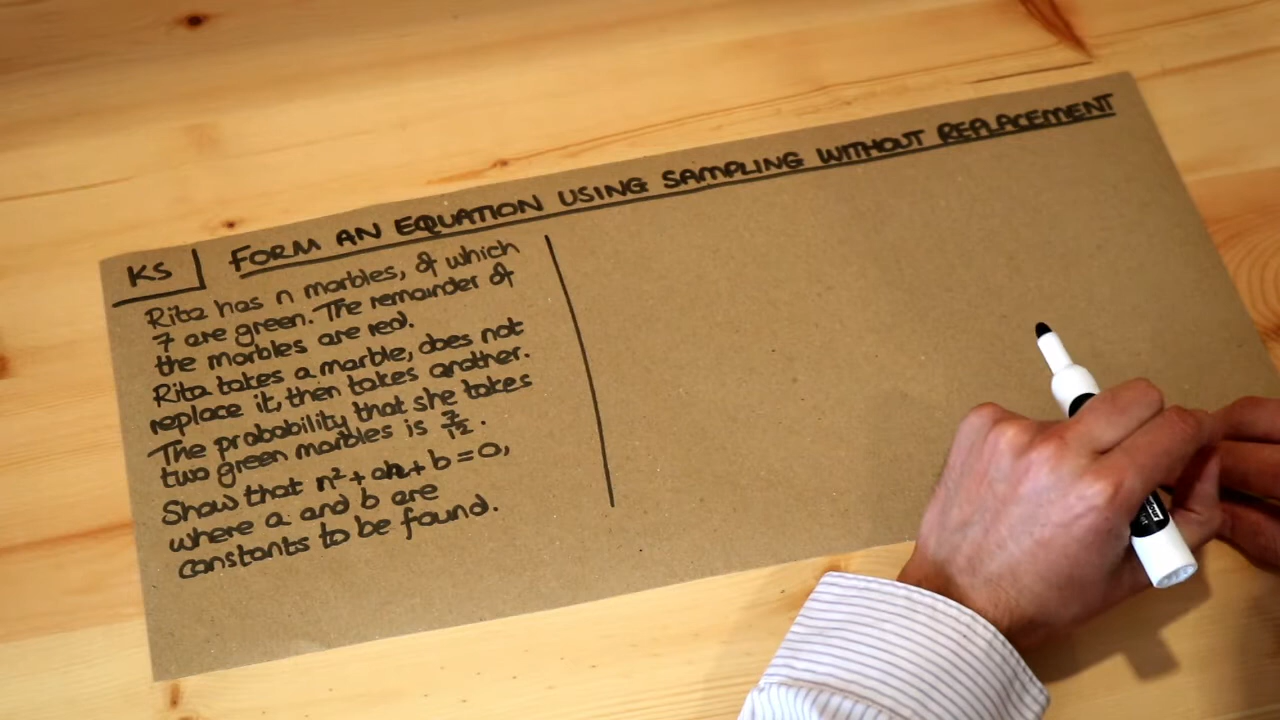 KS
FORM AN EQUATION USING SAMPLING WITHOUT REPLACEMENT
Rita has n marbles, of which
7 are green. The remainder of
the marbles are red.
Rita takes a marble, does not
replace it, then takes another.
The probability that she takes
two green marbles is 7/12.
Show that n² + an + b = 0,
where a and b are
constants to be found.